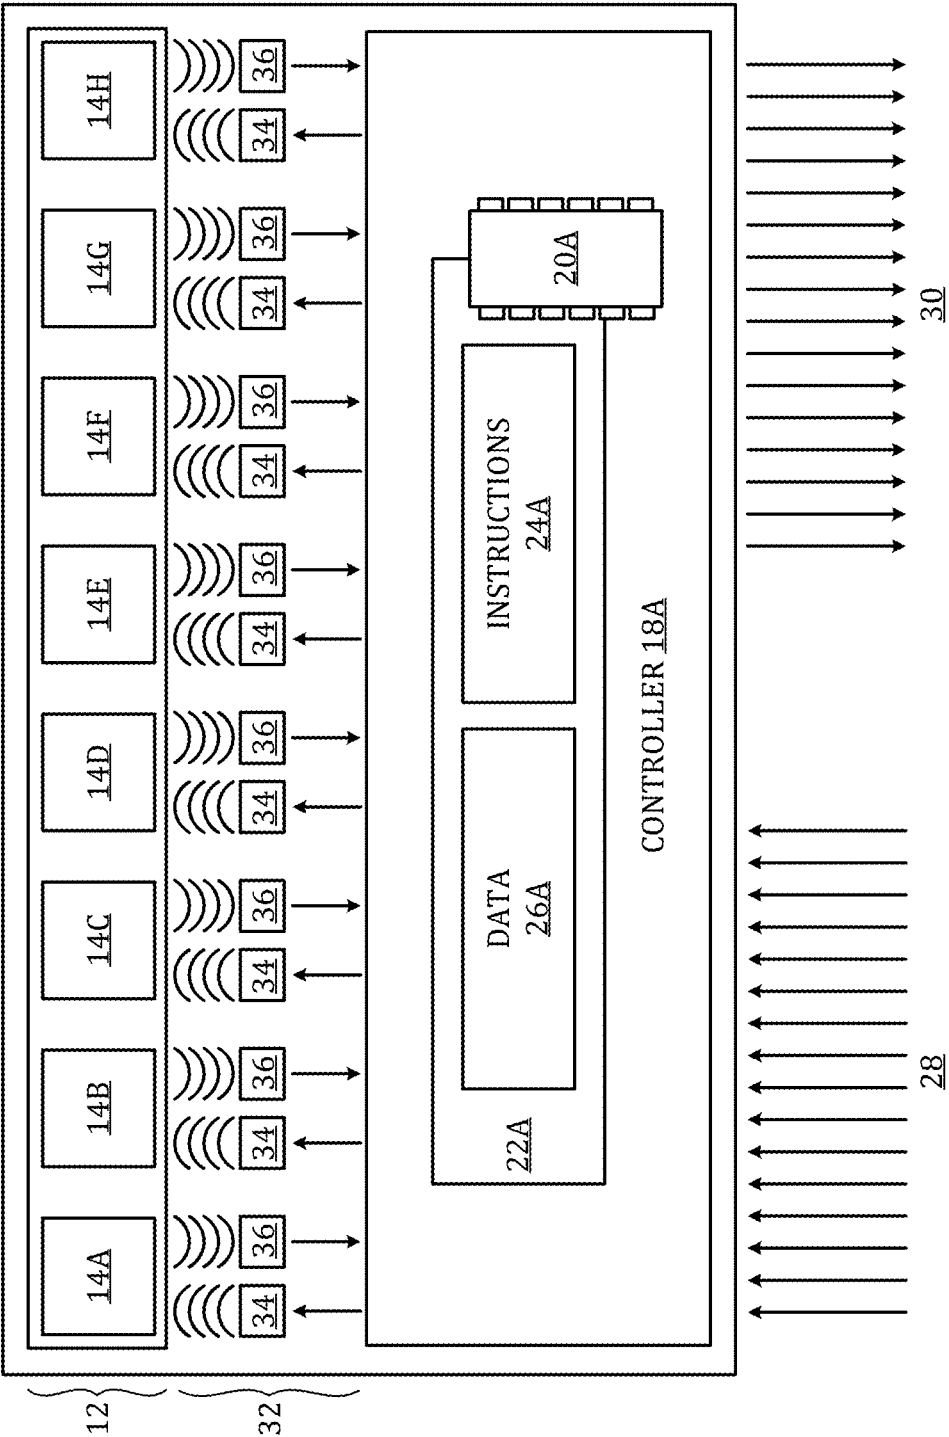 12
14A
14B
14C
14D
14E
14F
14G
14H
32
34
36
34
36
34
36
34
36
34
36
34
36
34
36
34
36
22A
DATA
26A
INSTRUCTIONS
24A
20A
CONTROLLER 18A
28
30